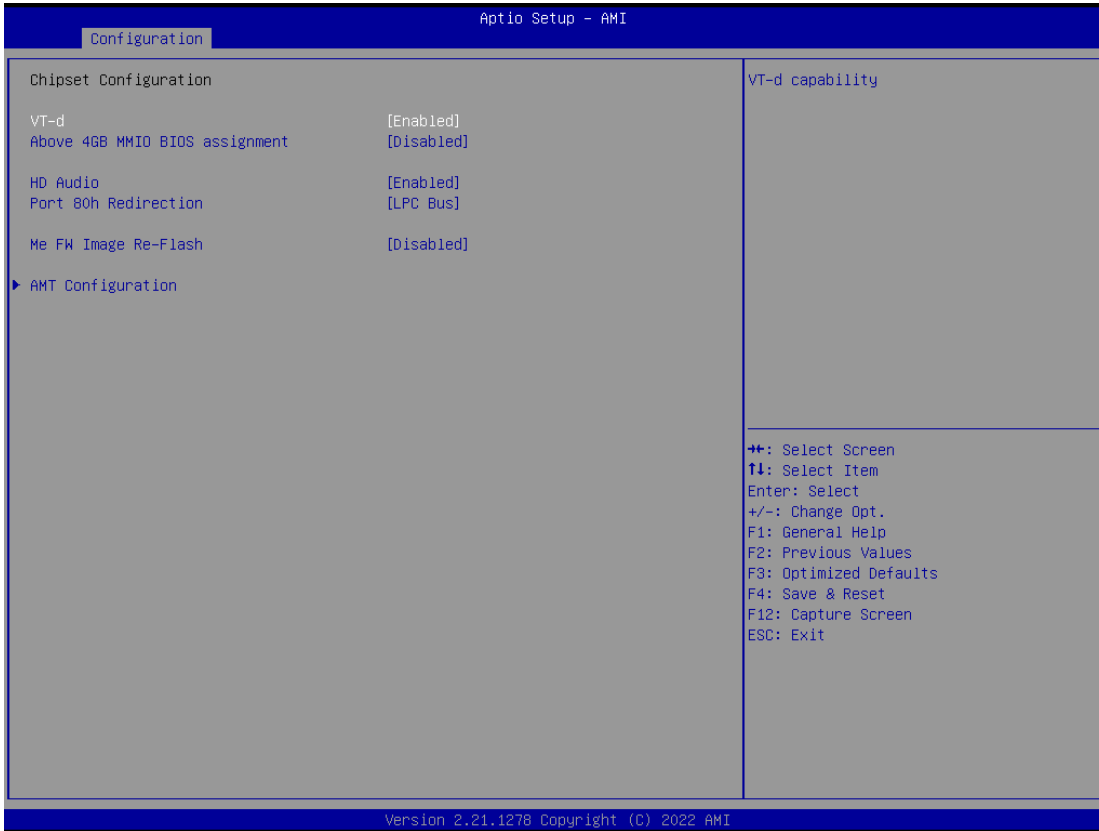 Aptio Setup – AMI
Configuration
Chipset Configuration
VT-d [Enabled]
Above 4GB MMIO BIOS assignment [Disabled]
HD Audio [Enabled]
Port 80h Redirection [LPC Bus]
Me FW Image Re-Flash [Disabled]
AMT Configuration
VT-d capability
→←: Select Screen
↑↓: Select Item
Enter: Select
+/-: Change Opt.
F1: General Help
F2: Previous Values
F3: Optimized Defaults
F4: Save & Reset
F12: Capture Screen
ESC: Exit
Version 2.21.1278 Copyright (C) 2022 AMI